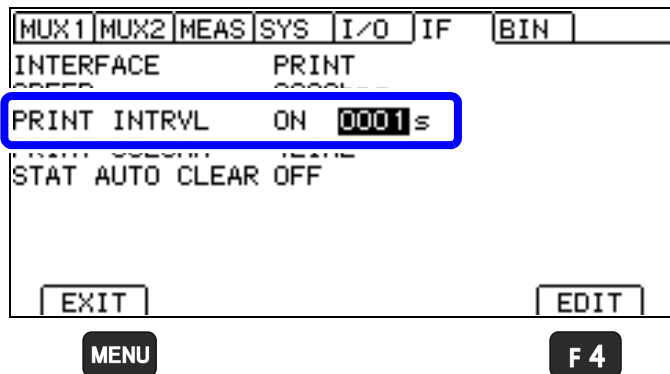 MUX1 MUX2 MEAS SYS I/O IF BIN
INTERFACE PRINT
PRINT INTRVL ON 0001 s
STAT AUTO CLEAR OFF
EXIT EDIT
MENU F4